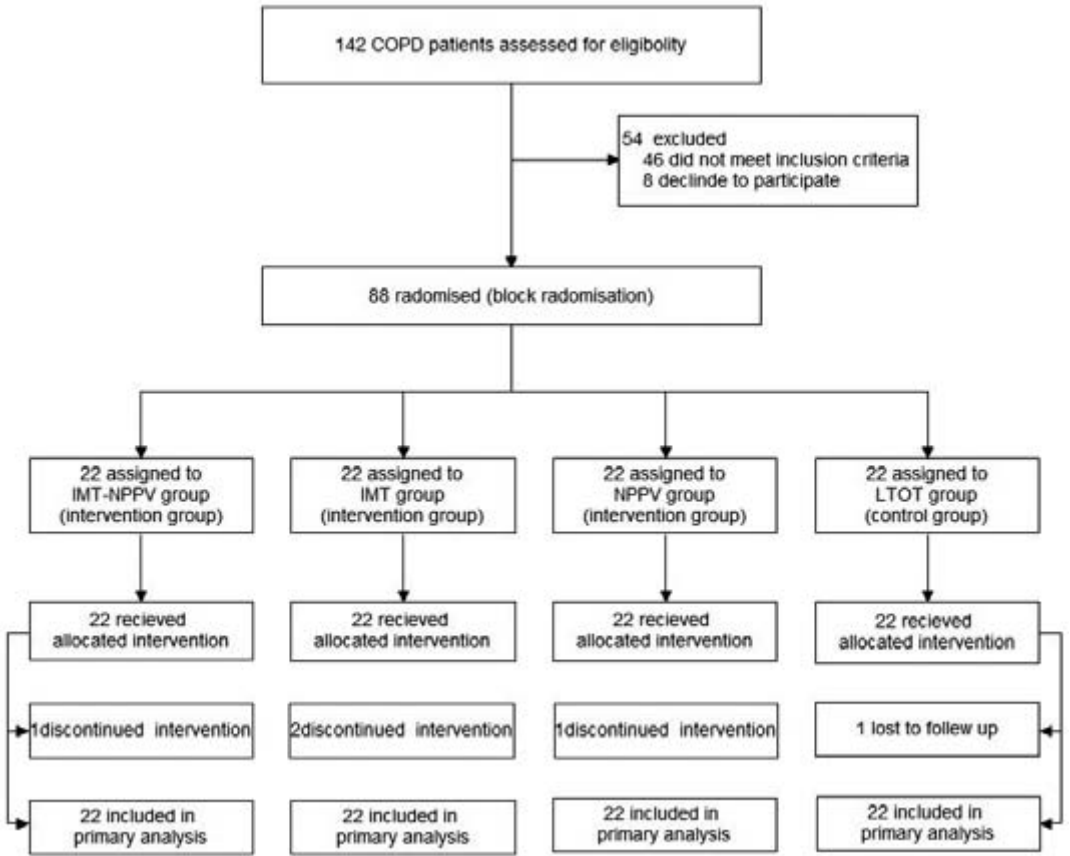 142 COPD patients assessed for eligibolity
54 excluded
46 did not meet inclusion criteria
8 declinde to participate
88 radomised (block radomisation)
22 assigned to
IMT-NPPV group
(intervention group)
22 assigned to
IMT group
(intervention group)
22 assigned to
NPPV group
(intervention group)
22 assigned to
LTOT group
(control group)
22 recieved
allocated intervention
22 recieved
allocated intervention
22 recieved
allocated intervention
22 recieved
allocated intervention
1discontinued intervention
2discontinued intervention
1discontinued intervention
1 lost to follew up
22 included in
primary analysis
22 included in
primary analysis
22 included in
primary analysis
22 included in
primary analysis